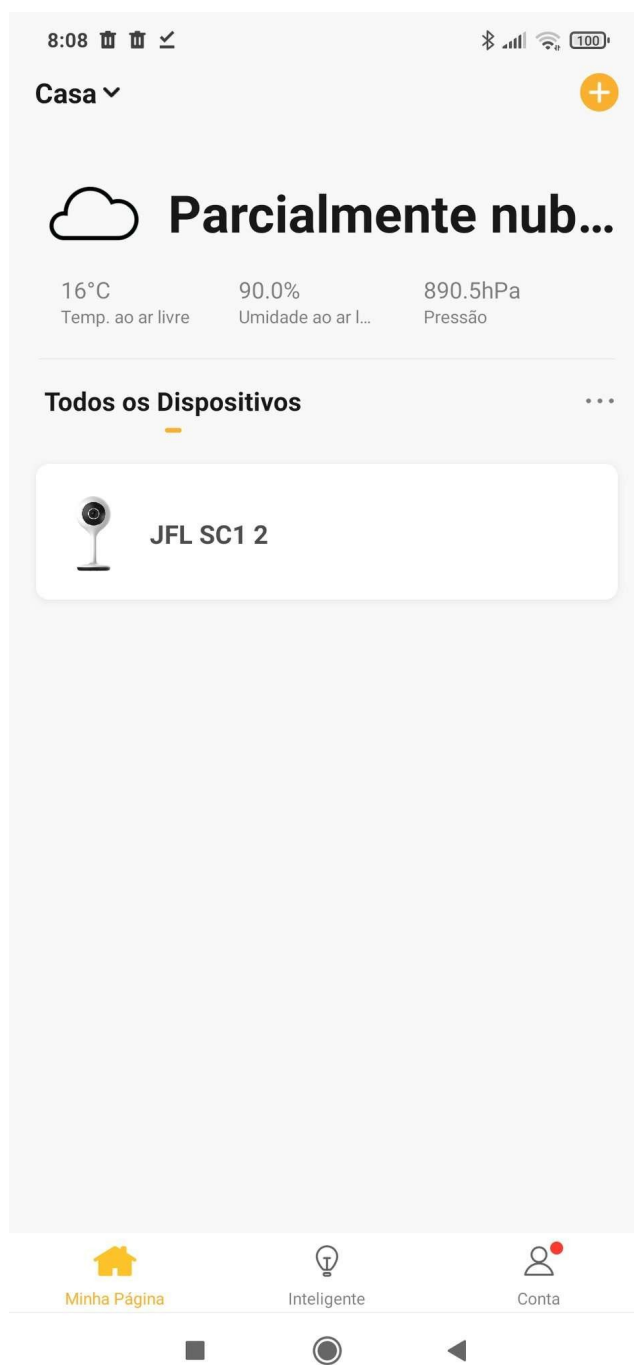 8:08
100
Casa
Parcialmente nub...
16°C 90.0% 890.5hPa
Temp. ao ar livre Umidade ao ar l... Pressão
Todos os Dispositivos
JFL SC1 2
Minha Página Inteligente Conta